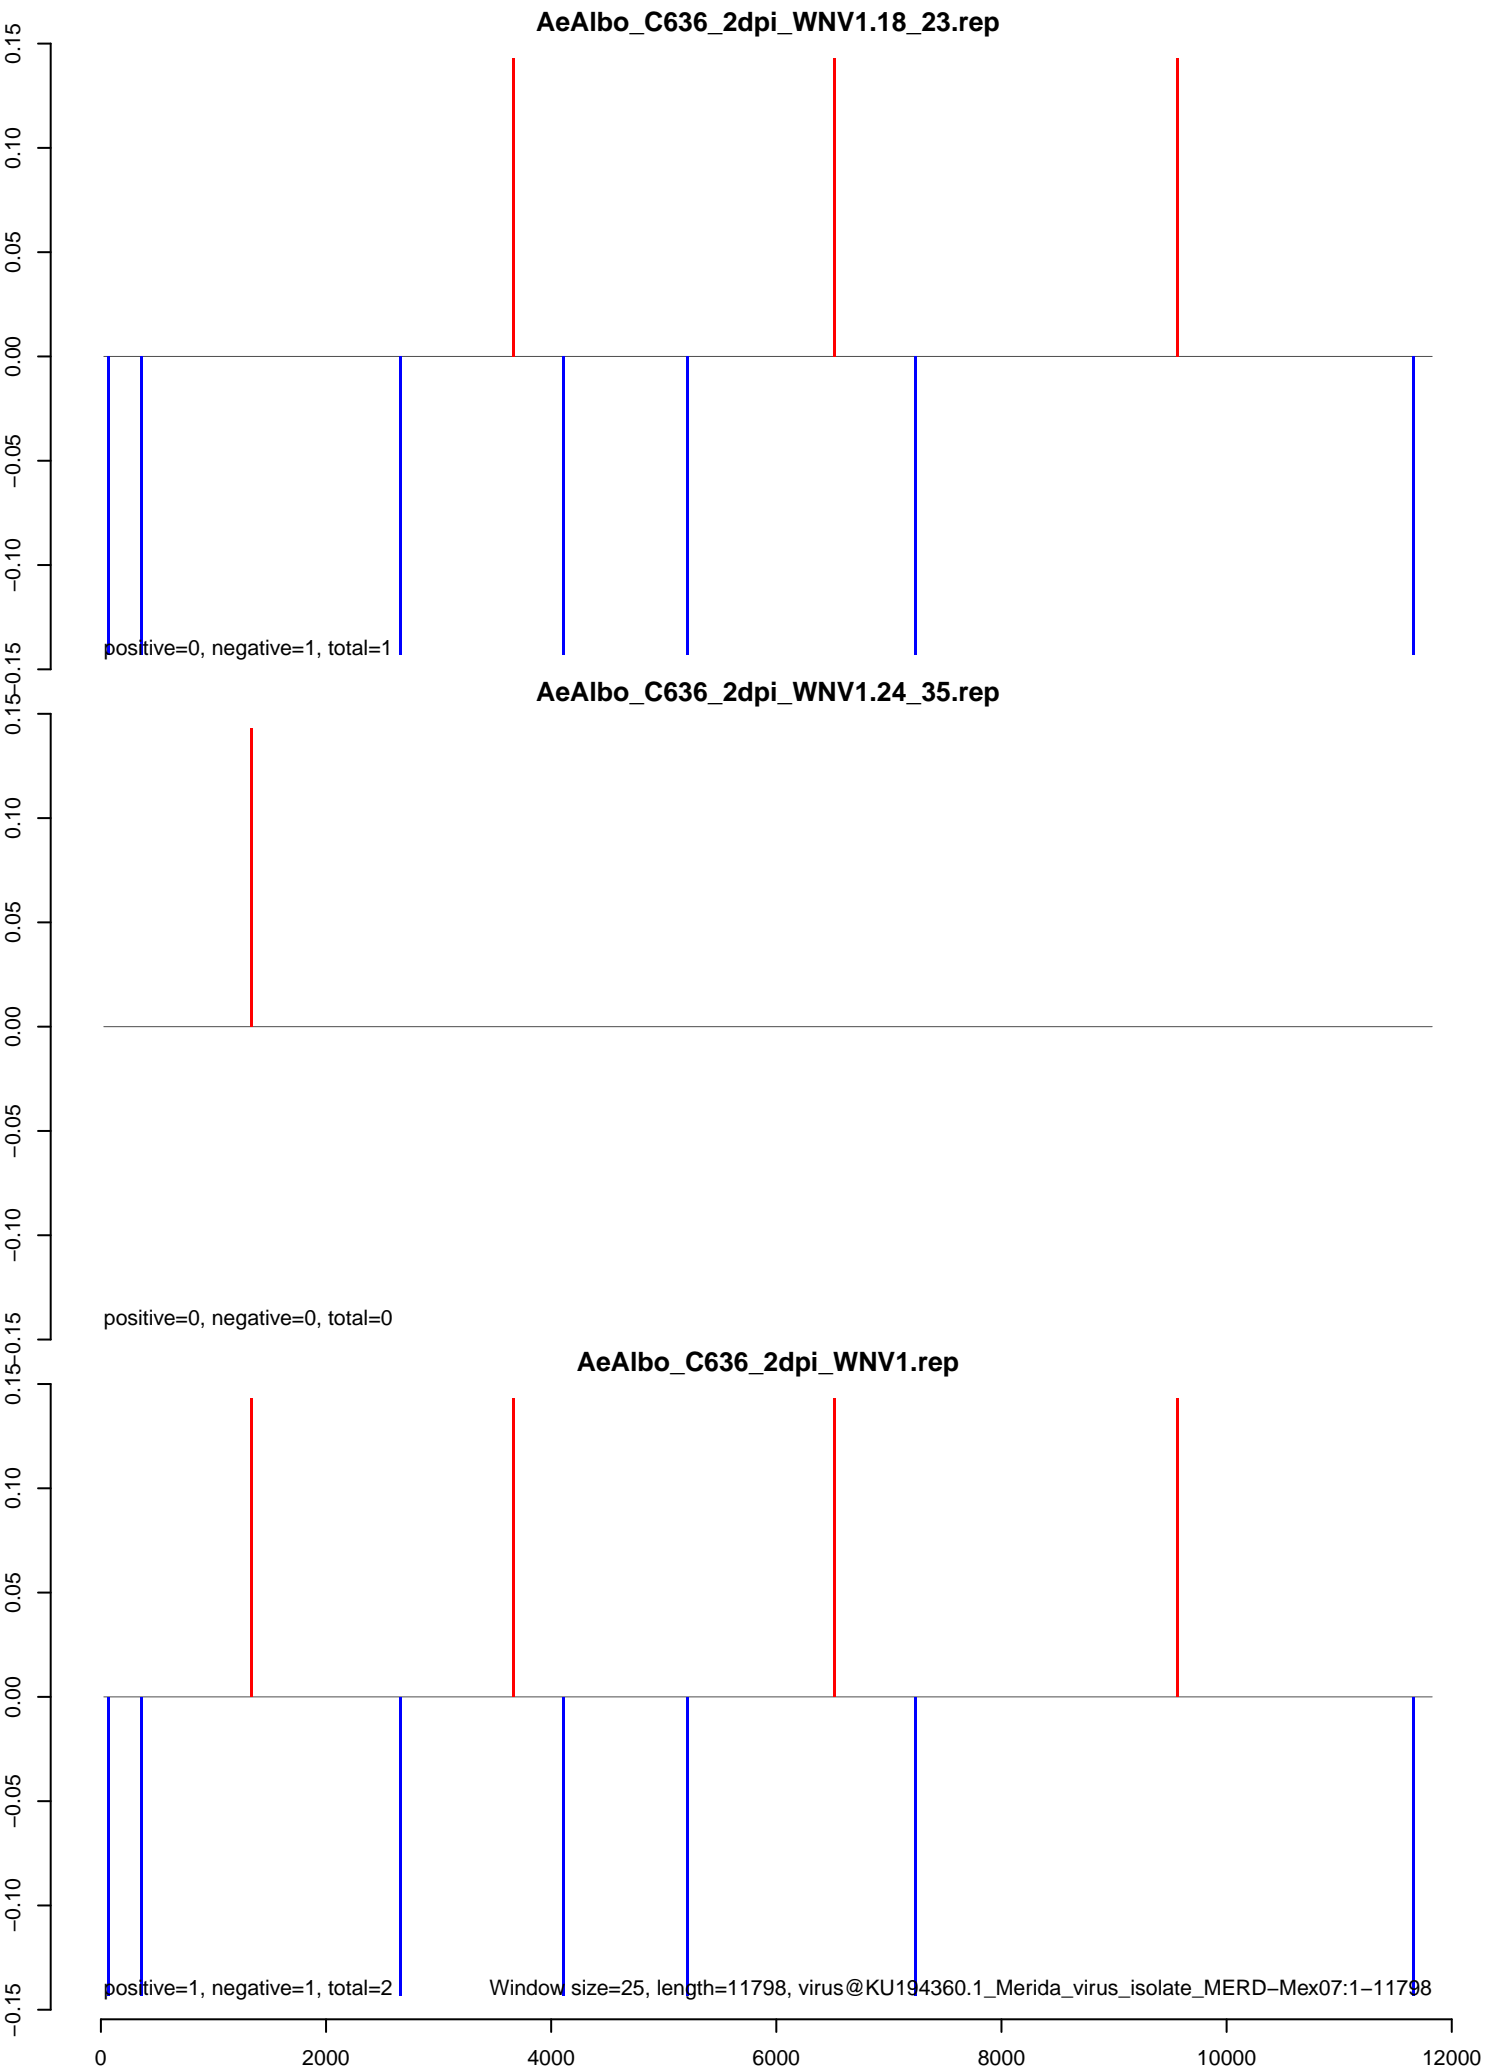 AeAlbo_C636_2dpi_WNV1.18_23.rep
0.15
0.10
0.05
0.00
−0.05
−0.10
−0.15
positive=0, negative=1, total=1
AeAlbo_C636_2dpi_WNV1.24_35.rep
0.15
0.10
0.05
0.00
−0.05
−0.10
−0.15
positive=0, negative=0, total=0
AeAlbo_C636_2dpi_WNV1.rep
0.15
0.10
0.05
0.00
−0.05
−0.10
−0.15
positive=1, negative=1, total=2
Window size=25, length=11798, virus@KU194360.1_Merida_virus_isolate_MERD−Mex07:1−11798
0 2000 4000 6000 8000 10000 12000